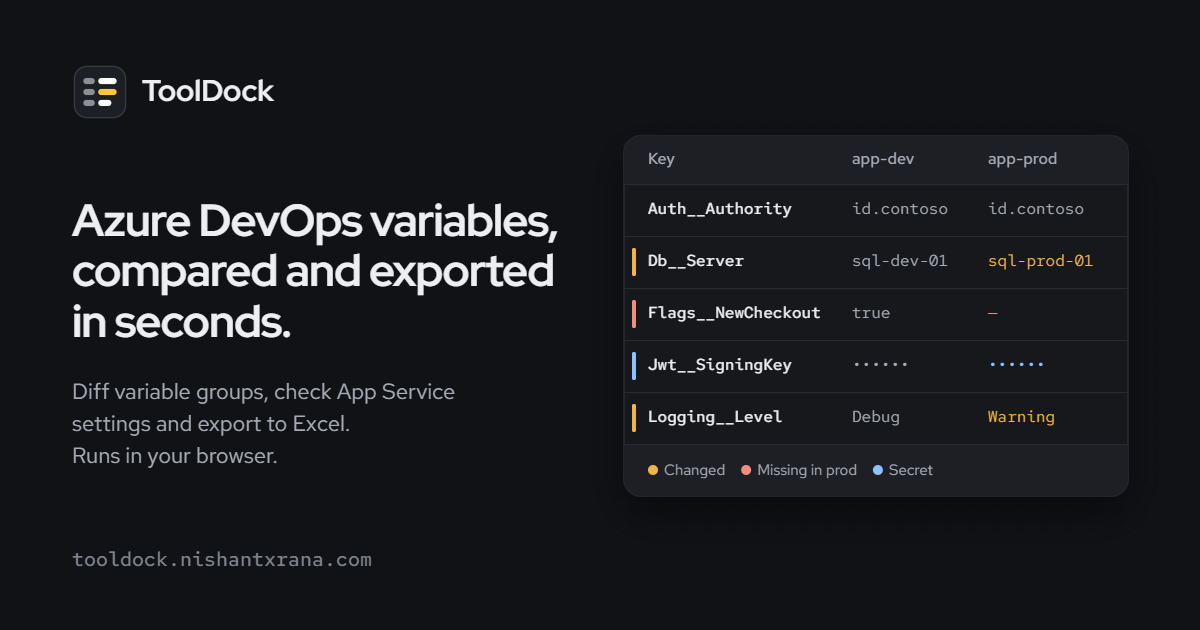 ToolDock
Azure DevOps variables,
compared and exported
in seconds.
Diff variable groups, check App Service
settings and export to Excel.
Runs in your browser.
tooldock.nishantxrana.com
Key app-dev app-prod
Auth__Authority id.contoso id.contoso
Db__Server sql-dev-01 sql-prod-01
Flags__NewCheckout true —
Jwt__SigningKey •••••• ••••••
Logging__Level Debug Warning
Changed Missing in prod Secret